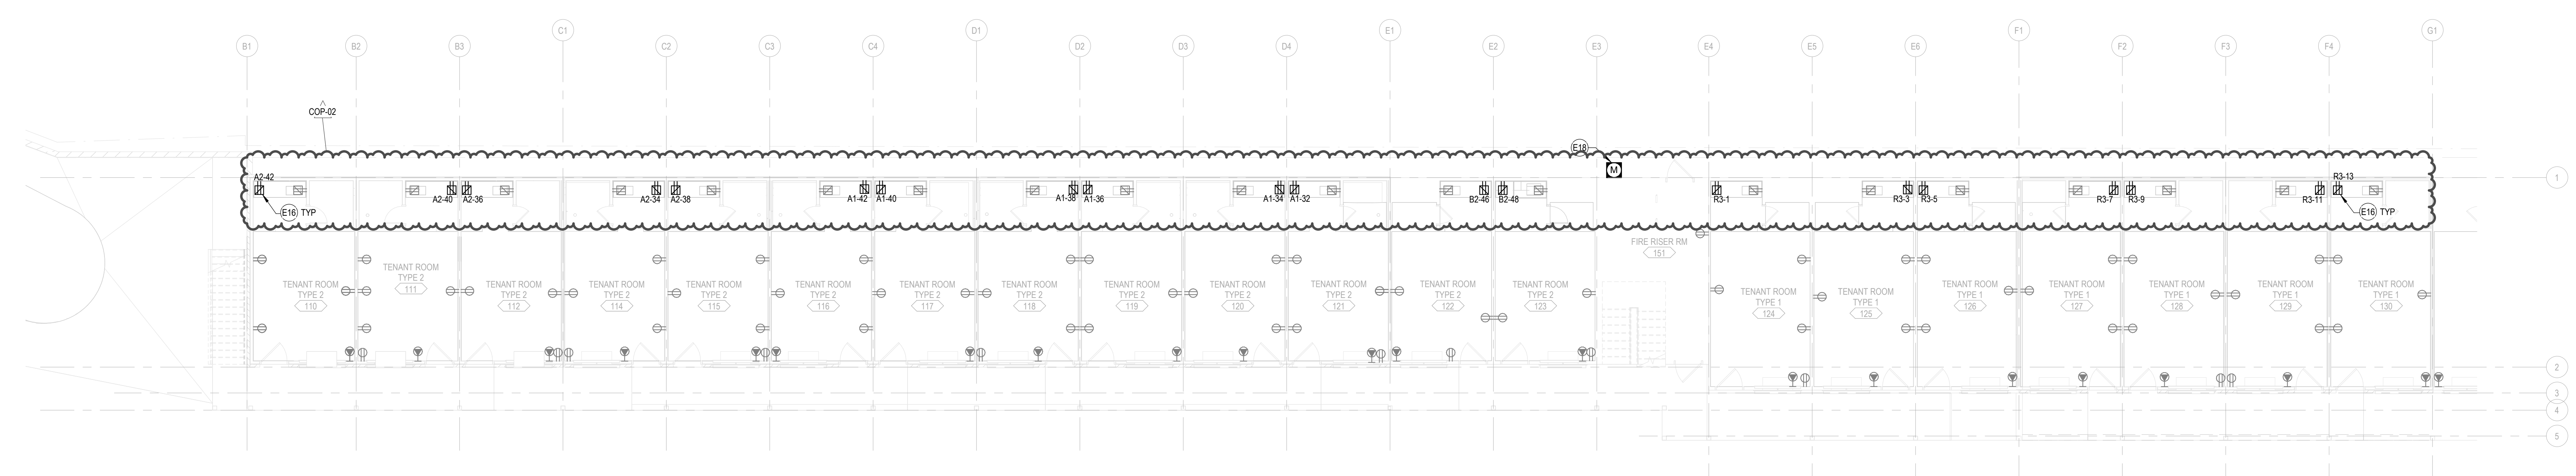 B1
B2
B3
C1
C2
C3
C4
D1
D2
D3
D4
E1
E2
E3
E4
E5
E6
F1
F2
F3
F4
G1
COP-02
E18
M
1
A2-42
A2-40
A2-36
A2-34
A2-38
A1-42
A1-40
A1-38
A1-36
A1-34
A1-32
B2-46
B2-48
R3-1
R3-3
R3-5
R3-7
R3-9
R3-11
R3-13
E16 TYP
E16 TYP
FIRE RISER RM
151
TENANT ROOM
TYPE 2
110
TENANT ROOM
TYPE 2
111
TENANT ROOM
TYPE 2
112
TENANT ROOM
TYPE 2
114
TENANT ROOM
TYPE 2
115
TENANT ROOM
TYPE 2
116
TENANT ROOM
TYPE 2
117
TENANT ROOM
TYPE 2
118
TENANT ROOM
TYPE 2
119
TENANT ROOM
TYPE 2
120
TENANT ROOM
TYPE 2
121
TENANT ROOM
TYPE 2
122
TENANT ROOM
TYPE 2
123
TENANT ROOM
TYPE 1
124
TENANT ROOM
TYPE 1
125
TENANT ROOM
TYPE 1
126
TENANT ROOM
TYPE 1
127
TENANT ROOM
TYPE 1
128
TENANT ROOM
TYPE 1
129
TENANT ROOM
TYPE 1
130
2
3
4
5